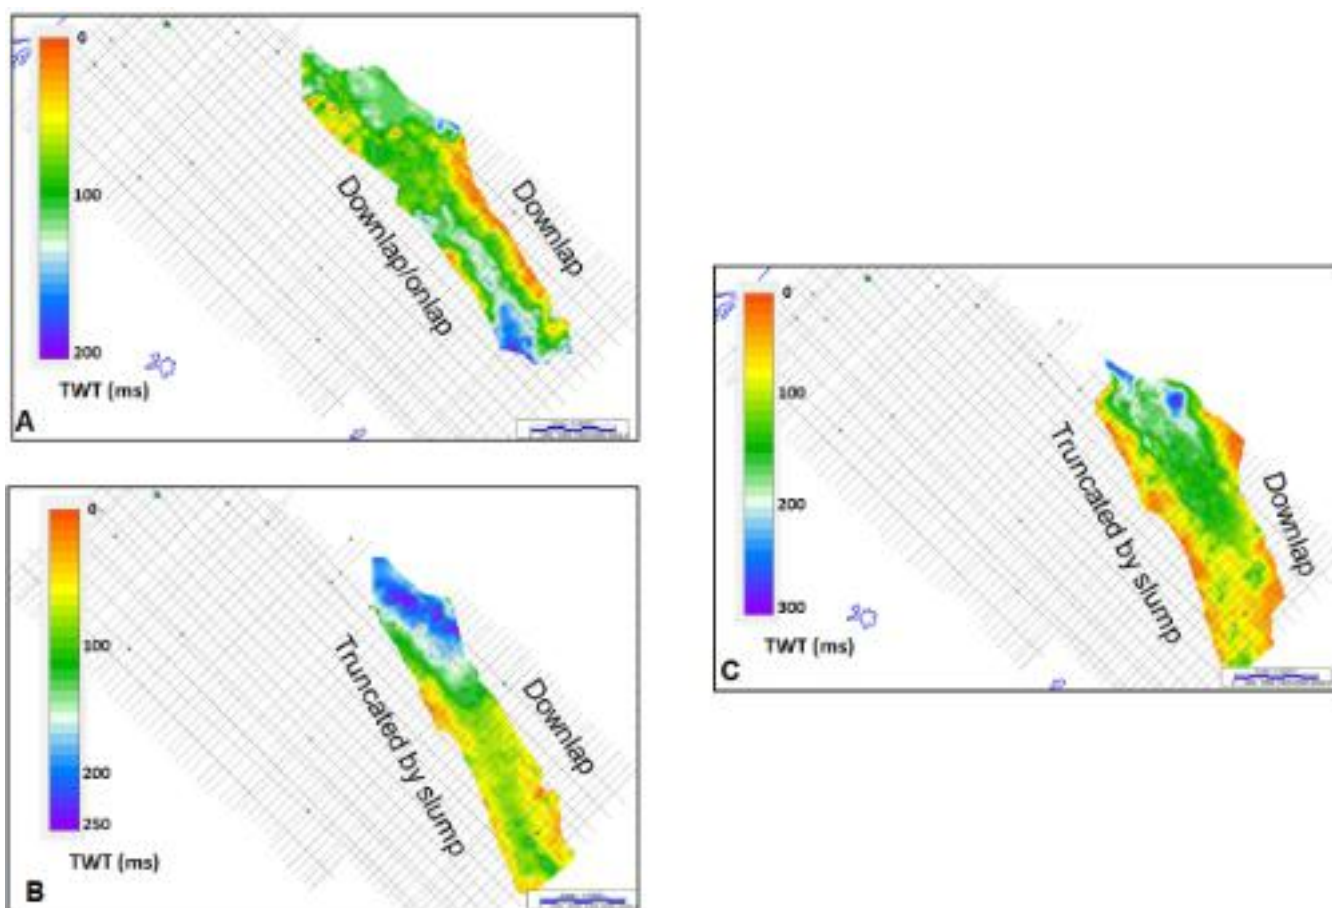 0
100
200
TWT (ms)
Downlap/onlap
Downlap
A
0
100
200
250
TWT (ms)
Truncated by slump
Downlap
B
0
100
200
300
TWT (ms)
Truncated by slump
Downlap
C